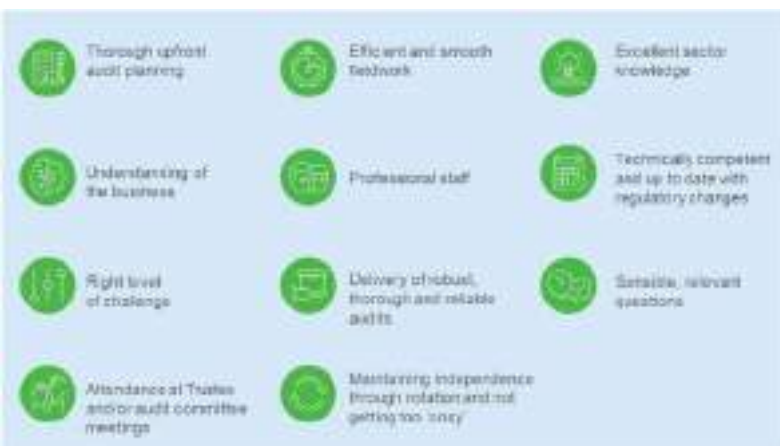 Thorough upfront
audit planning
Efficient and smooth
fieldwork
Excellent sector
knowledge
Understanding of
the business
Professional staff
Technically competent
and up to date with
regulatory changes
Right level
of challenge
Delivery of robust,
thorough and reliable
audits
Sensible, relevant
questions
Attendance at Trustee
and/or audit committee
meetings
Maintaining independence
through rotation and not
getting too 'cosy'